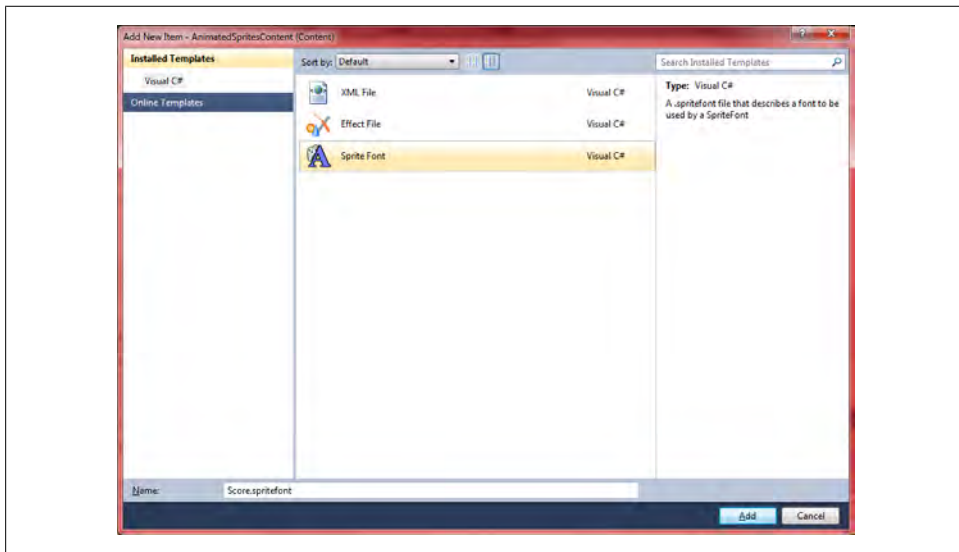 Add New Item - AnimatedSpritesContent (Content)
Installed Templates
Visual C#
Online Templates
Sort by: Default
XML File Visual C#
Effect File Visual C#
Sprite Font Visual C#
Search Installed Templates
Type: Visual C#
A .spritefont file that describes a font to be
used by a SpriteFont
Name: Score.spritefont
Add Cancel